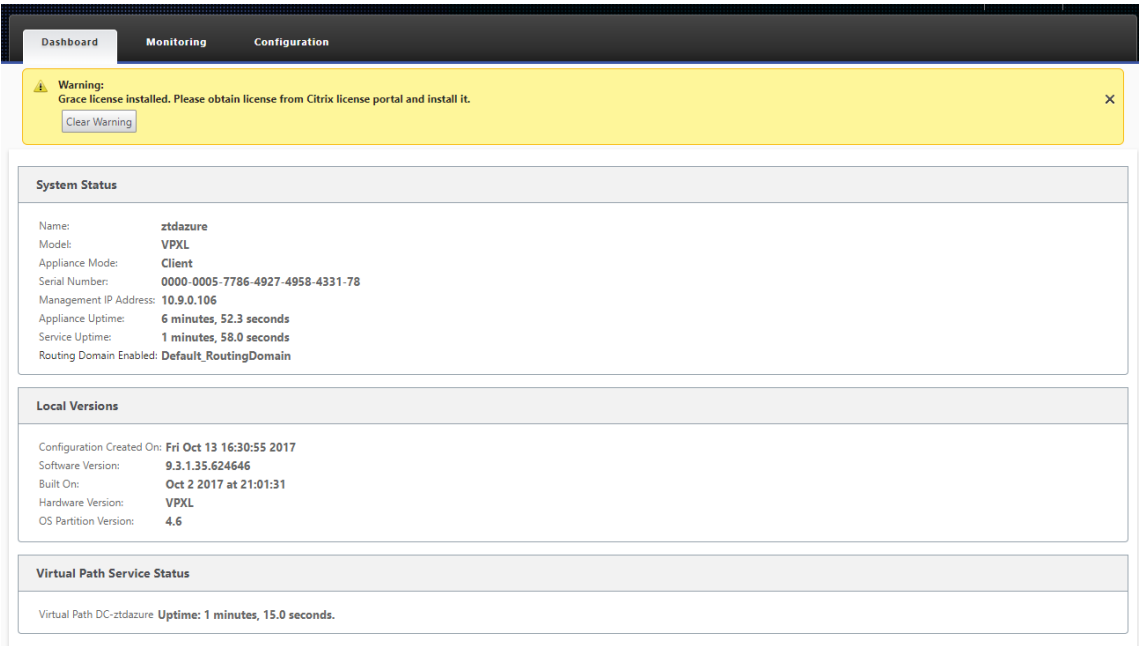 Dashboard Monitoring Configuration
Warning:
Grace license installed. Please obtain license from Citrix license portal and install it.
Clear Warning
System Status
Name: ztdazure
Model: VPXL
Appliance Mode: Client
Serial Number: 0000-0005-7786-4927-4958-4331-78
Management IP Address: 10.9.0.106
Appliance Uptime: 6 minutes, 52.3 seconds
Service Uptime: 1 minutes, 58.0 seconds
Routing Domain Enabled: Default_RoutingDomain
Local Versions
Configuration Created On: Fri Oct 13 16:30:55 2017
Software Version: 9.3.1.35.624646
Built On: Oct 2 2017 at 21:01:31
Hardware Version: VPXL
OS Partition Version: 4.6
Virtual Path Service Status
Virtual Path DC-ztdazure Uptime: 1 minutes, 15.0 seconds.